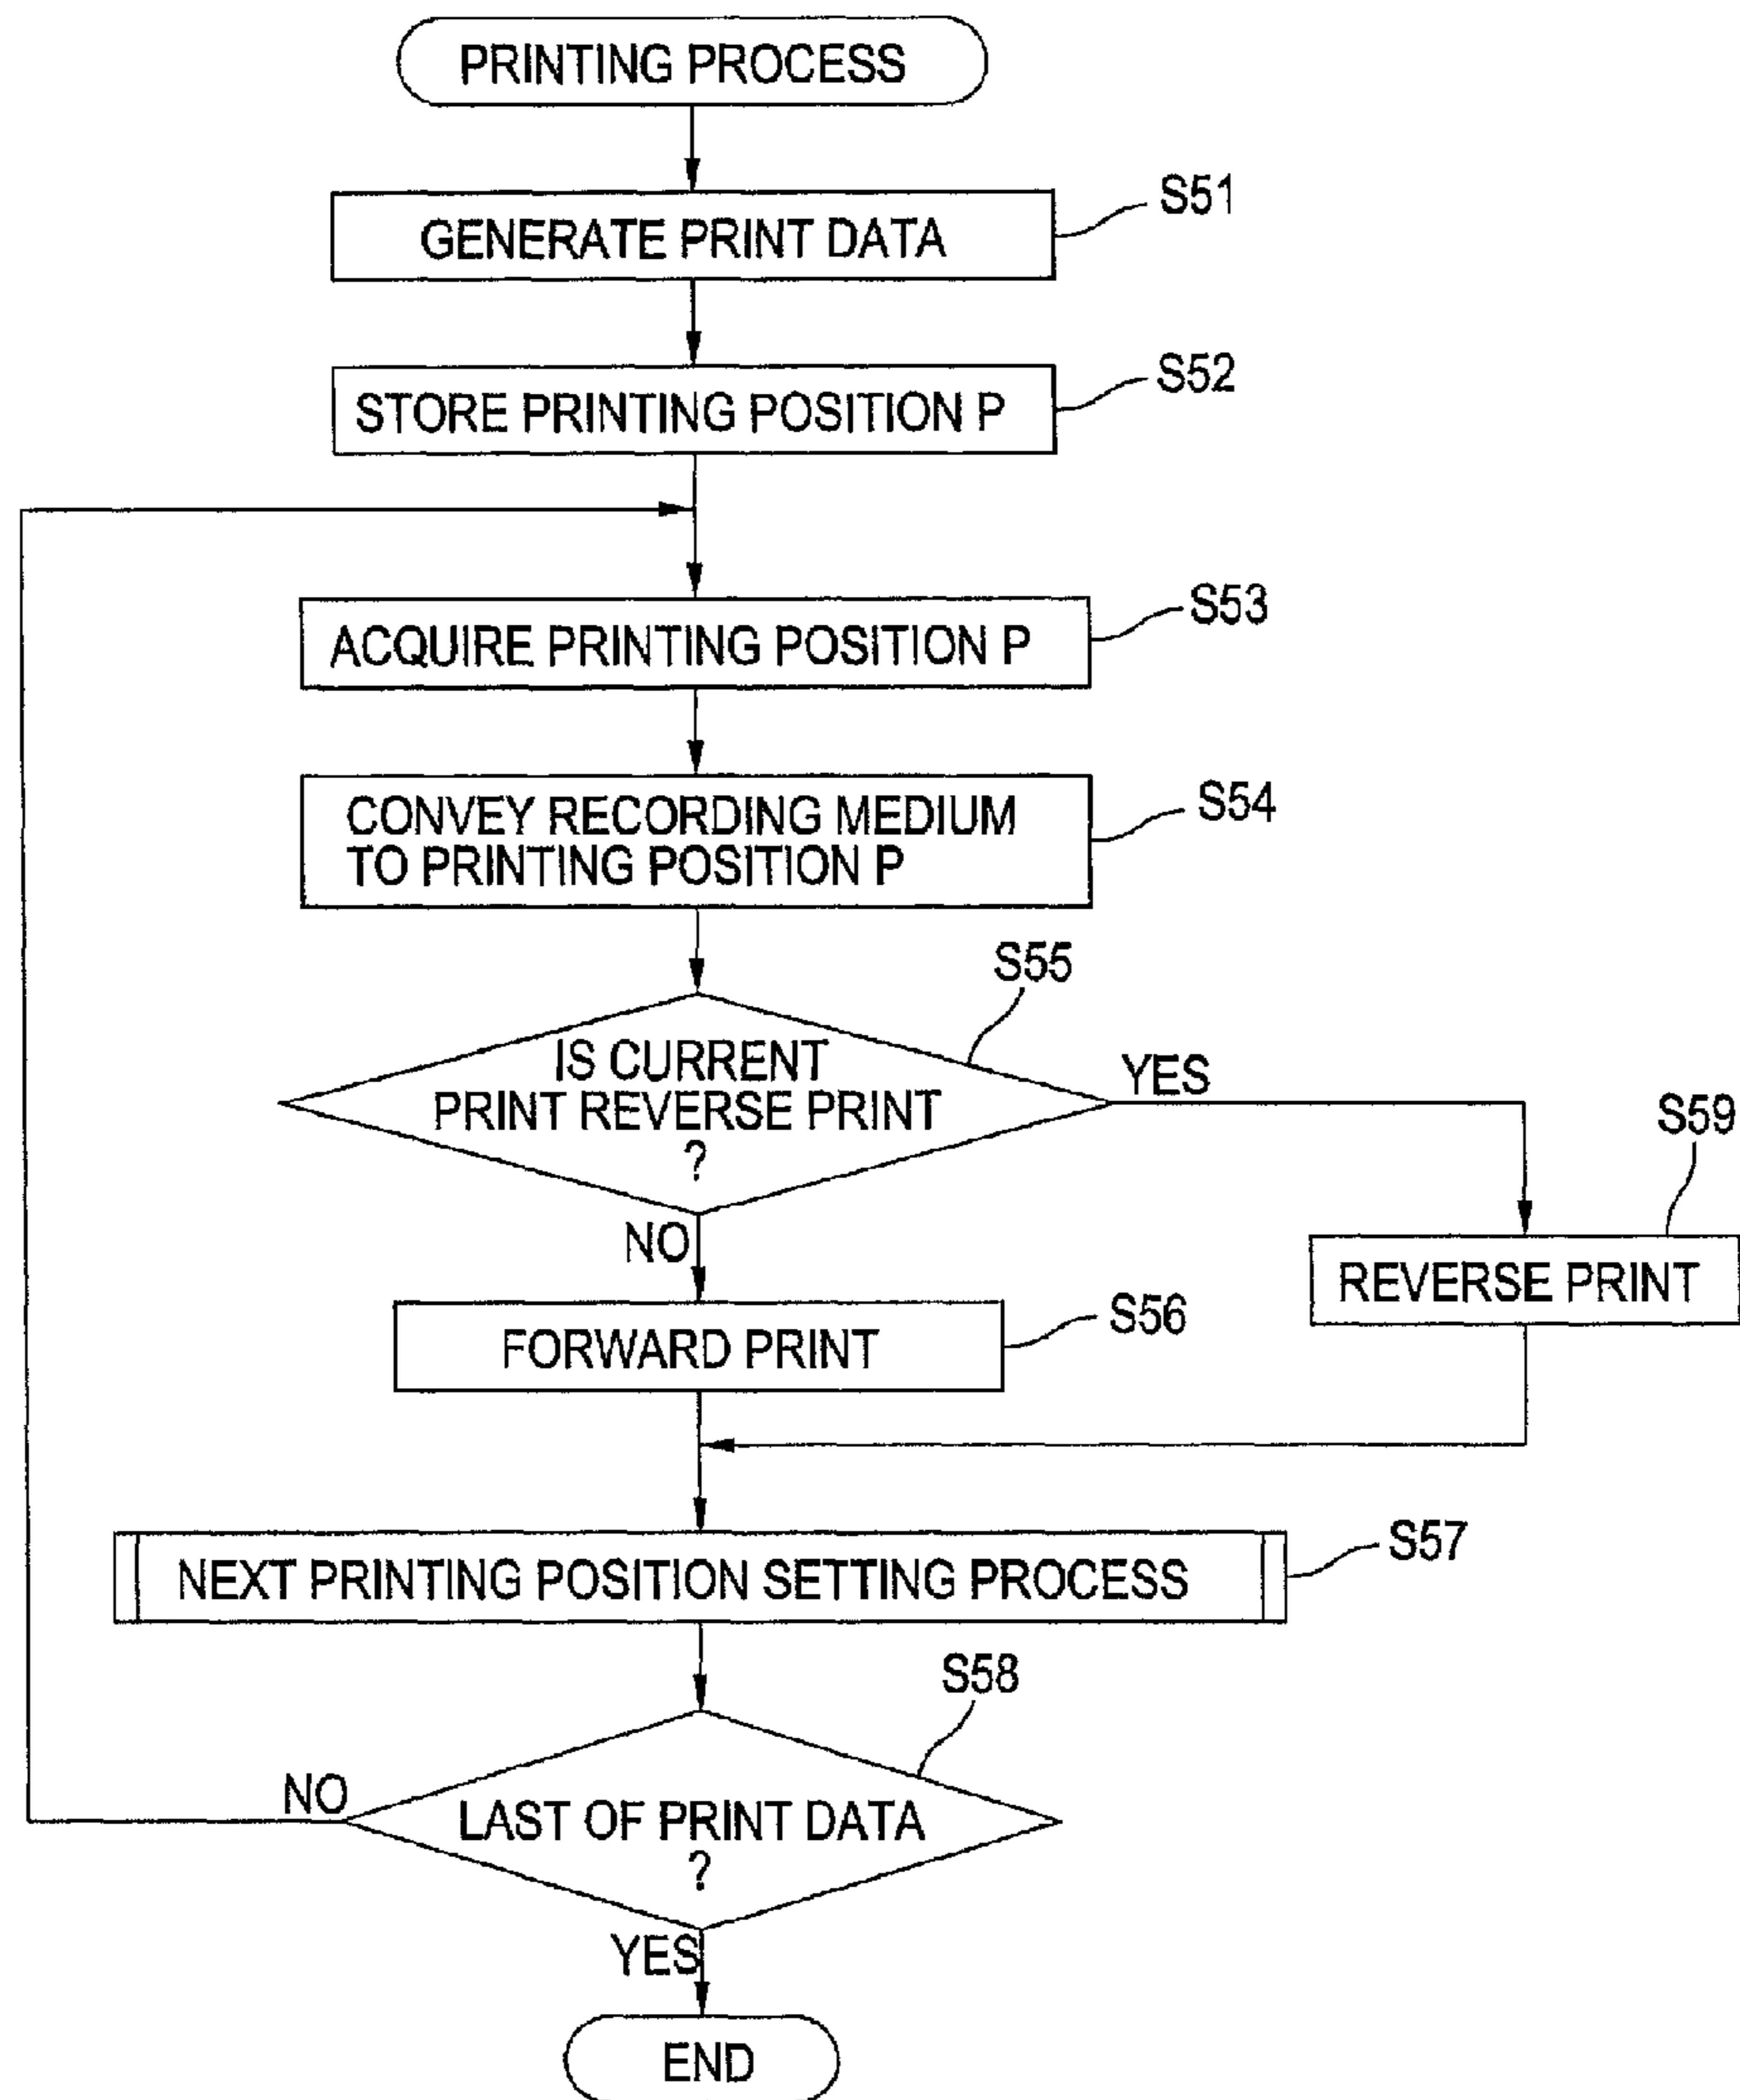 PRINTING PROCESS
S51
GENERATE PRINT DATA
S52
STORE PRINTING POSITION P
S53
ACQUIRE PRINTING POSITION P
S54
CONVEY RECORDING MEDIUM
TO PRINTING POSITION P
S55
IS CURRENT
PRINT REVERSE PRINT
?
YES
NO
S59
REVERSE PRINT
S56
FORWARD PRINT
S57
NEXT PRINTING POSITION SETTING PROCESS
S58
NO
LAST OF PRINT DATA
?
YES
END